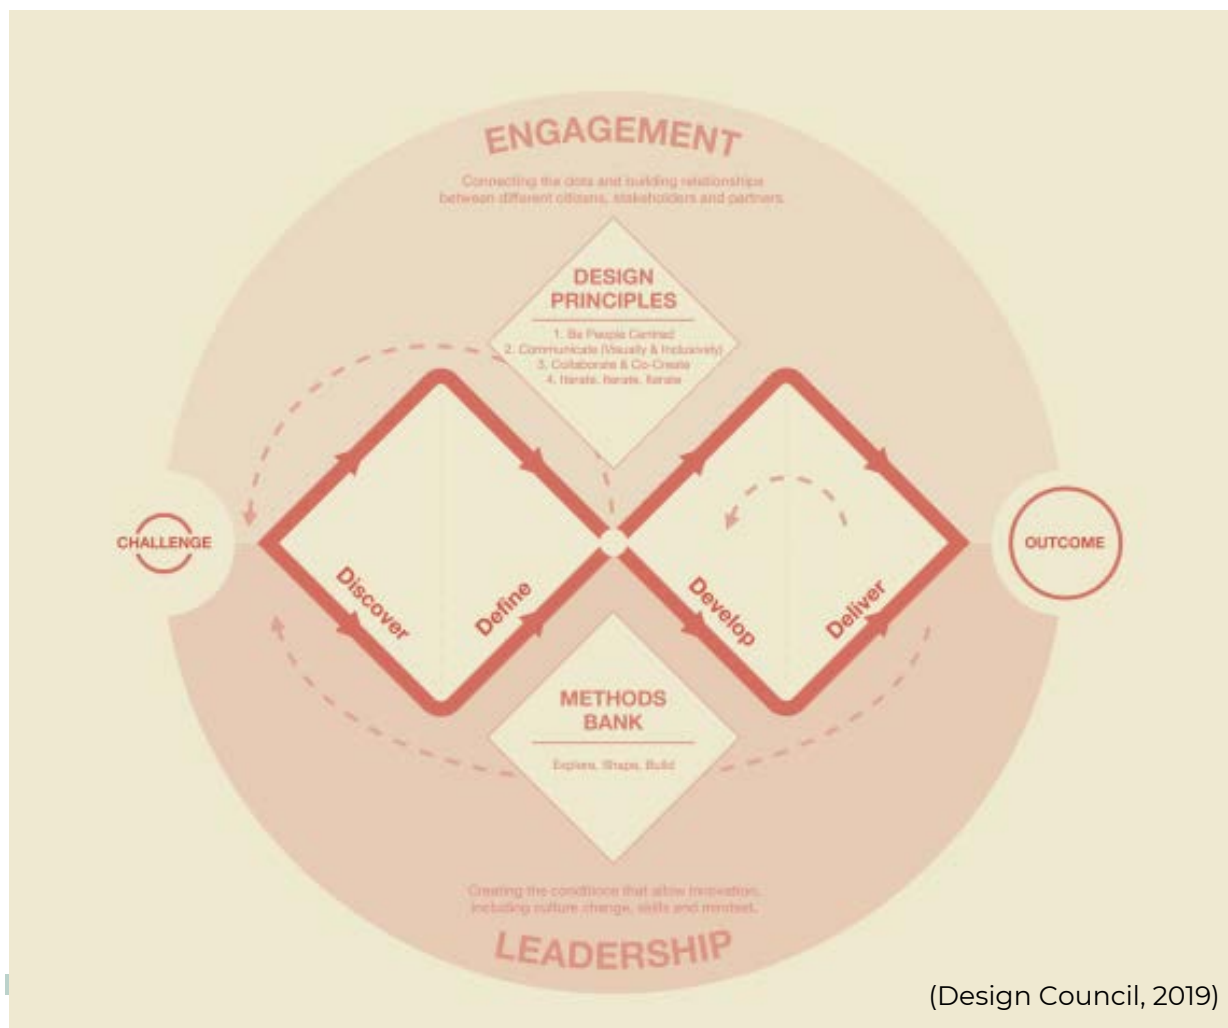 ENGAGEMENT
Connecting the dots and building relationships
between different citizens, stakeholders and partners.
DESIGN
PRINCIPLES
1. Be People Centred
2. Communicate (Visually & Inclusively)
3. Collaborate & Co-Create
4. Iterate, Iterate, Iterate
CHALLENGE
OUTCOME
Discover
Define
Develop
Deliver
METHODS
BANK
Explore, Shape, Build
Creating the conditions that allow innovation,
including culture change, skills and mindset.
LEADERSHIP
(Design Council, 2019)